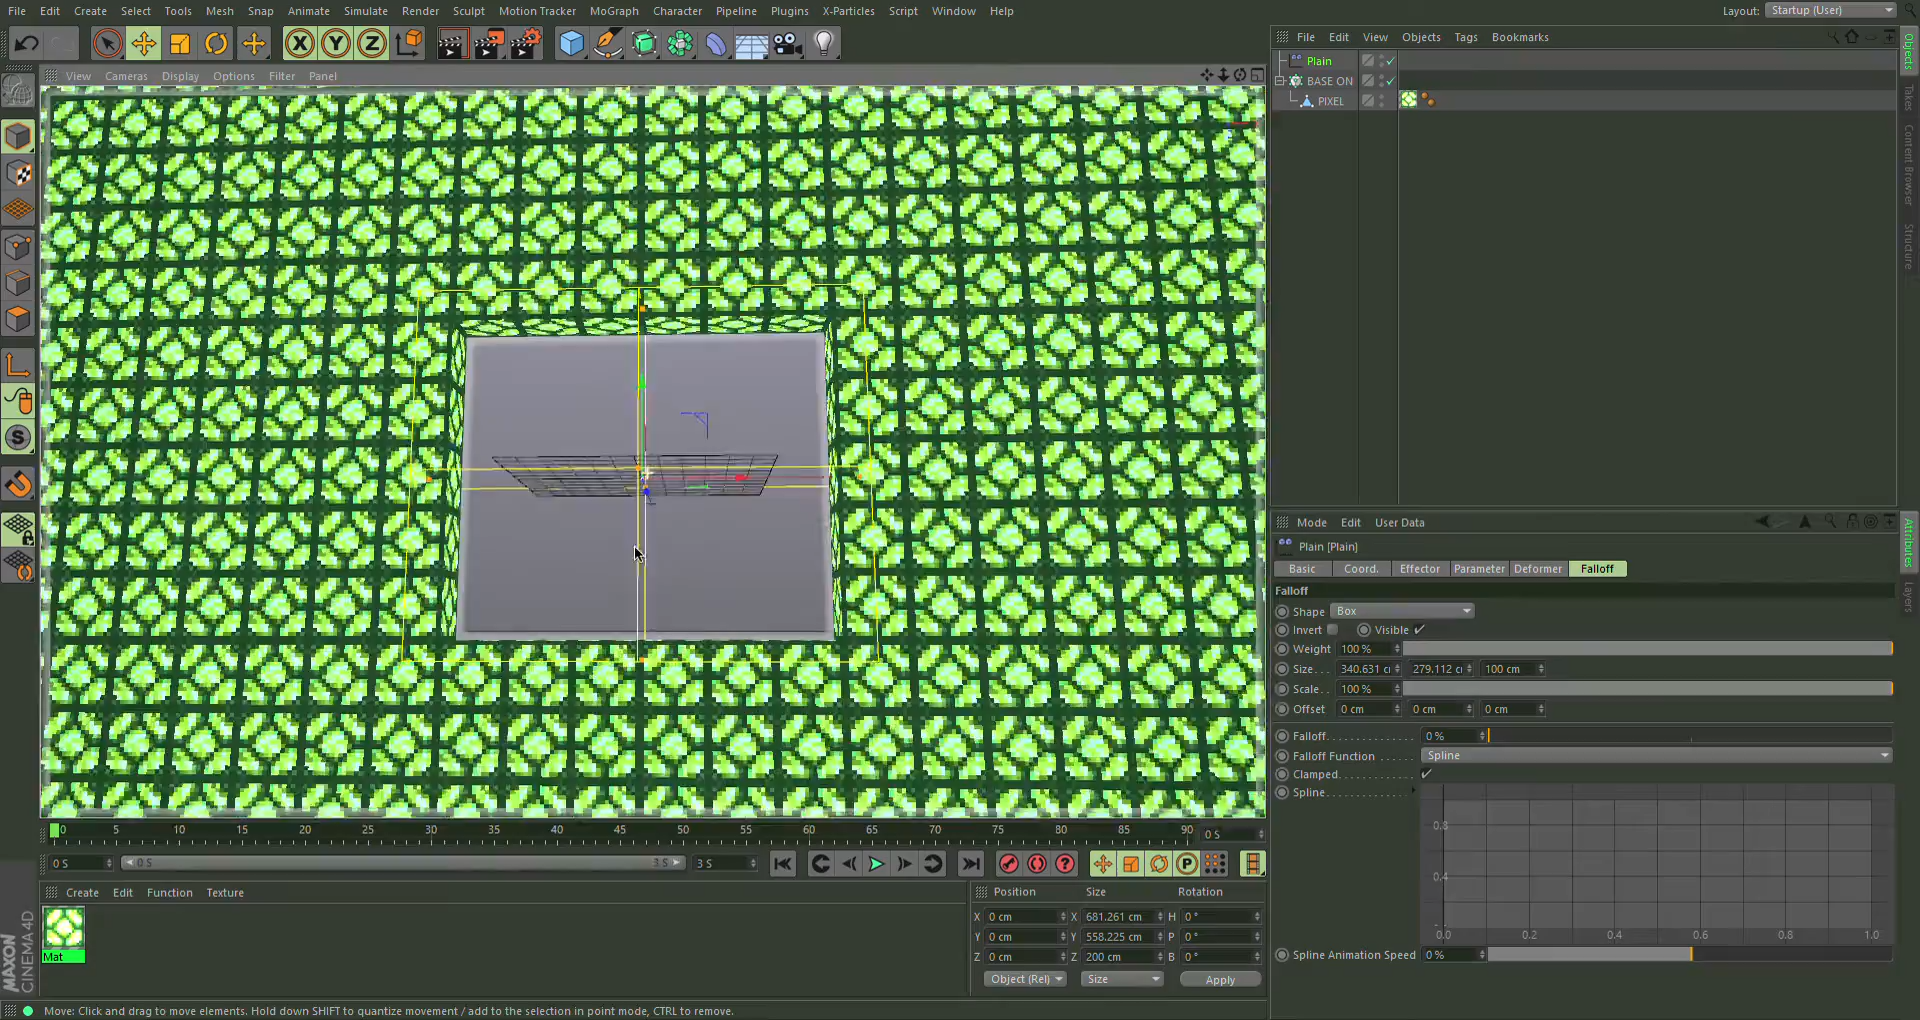 File Edit Create Select Tools Mesh Snap Animate Simulate Render Sculpt Motion Tracker MoGraph Character Pipeline Plugins X-Particles Script Window Help
Layout: Startup (User)
X Y Z
View Cameras Display Options Filter Panel
S
0 5 10 15 20 25 30 35 40 45 50 55 60 65 70 75 80 85 90 0 S
0 S 0 S 3 S 3 S
P
Create Edit Function Texture
Mat
MAXON
CINEMA 4D
Position Size Rotation
X 0 cm X 681.261 cm H 0 °
Y 0 cm Y 558.225 cm P 0 °
Z 0 cm Z 200 cm B 0 °
Object (Rel) Size Apply
Move: Click and drag to move elements. Hold down SHIFT to quantize movement / add to the selection in point mode, CTRL to remove.
File Edit View Objects Tags Bookmarks
Plain
BASE ON
PIXEL
Objects
Takes
Content Browser
Structure
Mode Edit User Data
Plain [Plain]
Basic Coord. Effector Parameter Deformer Falloff
Falloff
Shape Box
Invert Visible
Weight 100 %
Size. . . 340.631 c 279.112 c 100 cm
Scale. . 100 %
Offset 0 cm 0 cm 0 cm
Falloff. . . . . . . . . . . . . 0 %
Falloff Function . . . . . Spline
Clamped. . . . . . . . . .
Spline. . . . . . . . . . . . .
0.8
0.4
0.0 0.2 0.4 0.6 0.8 1.0
Spline Animation Speed 0 %
Attributes
Layers